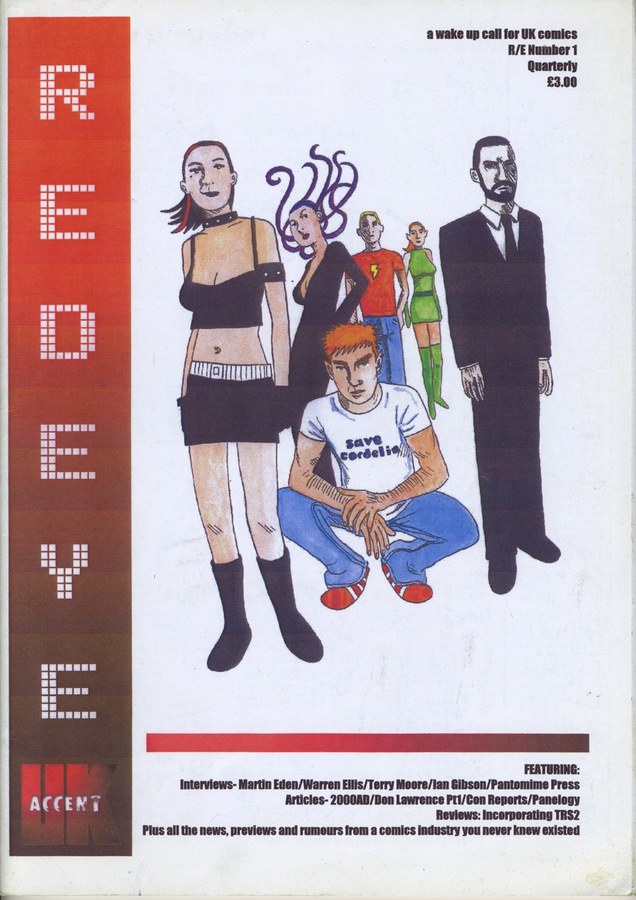 a wake up call for UK comics
R/E Number 1
Quarterly
£3.00
REDEYE
save
cordelia
UK
ACCENT
FEATURING:
Interviews- Martin Eden/Warren Ellis/Terry Moore/Ian Gibson/Pantomime Press
Articles- 2000AD/Don Lawrence Pt1/Con Reports/Panelogy
Reviews: Incorporating TRS2
Plus all the news, previews and rumours from a comics industry you never knew existed